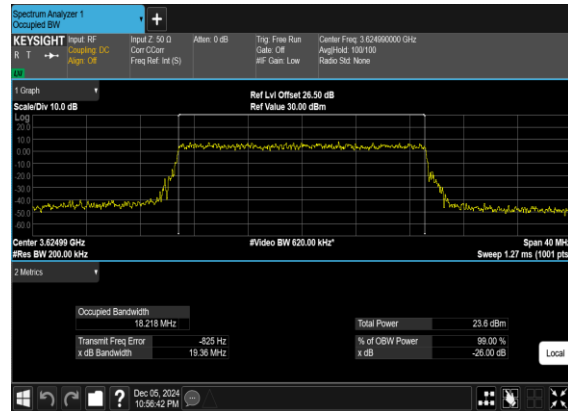 Spectrum Analyzer 1
Occupied BW
+
KEYSIGHT Input: RF Input Z: 50 Ω Atten: 0 dB Trig: Free Run Center Freq: 3.624990000 GHz
R T Coupling: DC Corr CCorr Gate: Off Avg|Hold: 100/100
Align: Off Freq Ref: Int (S) #IF Gain: Low Radio Std: None
LXI
1 Graph
Ref Lvl Offset 26.50 dB
Scale/Div 10.0 dB Ref Value 30.00 dBm
Log
20.0
10.0
0.00
-10.0
-20.0
-30.0
-40.0
-50.0
-60.0
Center 3.62499 GHz #Video BW 620.00 kHz* Span 40 MHz
#Res BW 200.00 kHz Sweep 1.27 ms (1001 pts
2 Metrics
Occupied Bandwidth
18.218 MHz Total Power 23.6 dBm
Transmit Freq Error -825 Hz % of OBW Power 99.00 %
x dB Bandwidth 19.36 MHz x dB -26.00 dB
Local
? Dec 05, 2024
10:56:42 PM